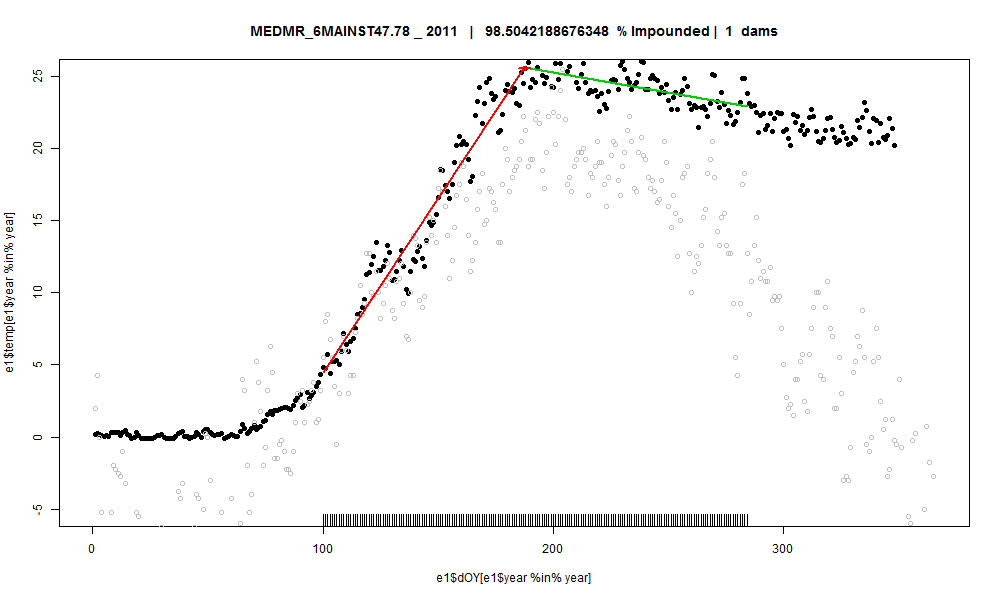 MEDMR_6MAINST47.78 _ 2011 | 98.5042188676348 % Impounded | 1 dams
e1$temp[e1$year %in% year]
25
20
15
10
5
0
-5
0 100 200 300
e1$dOY[e1$year %in% year]